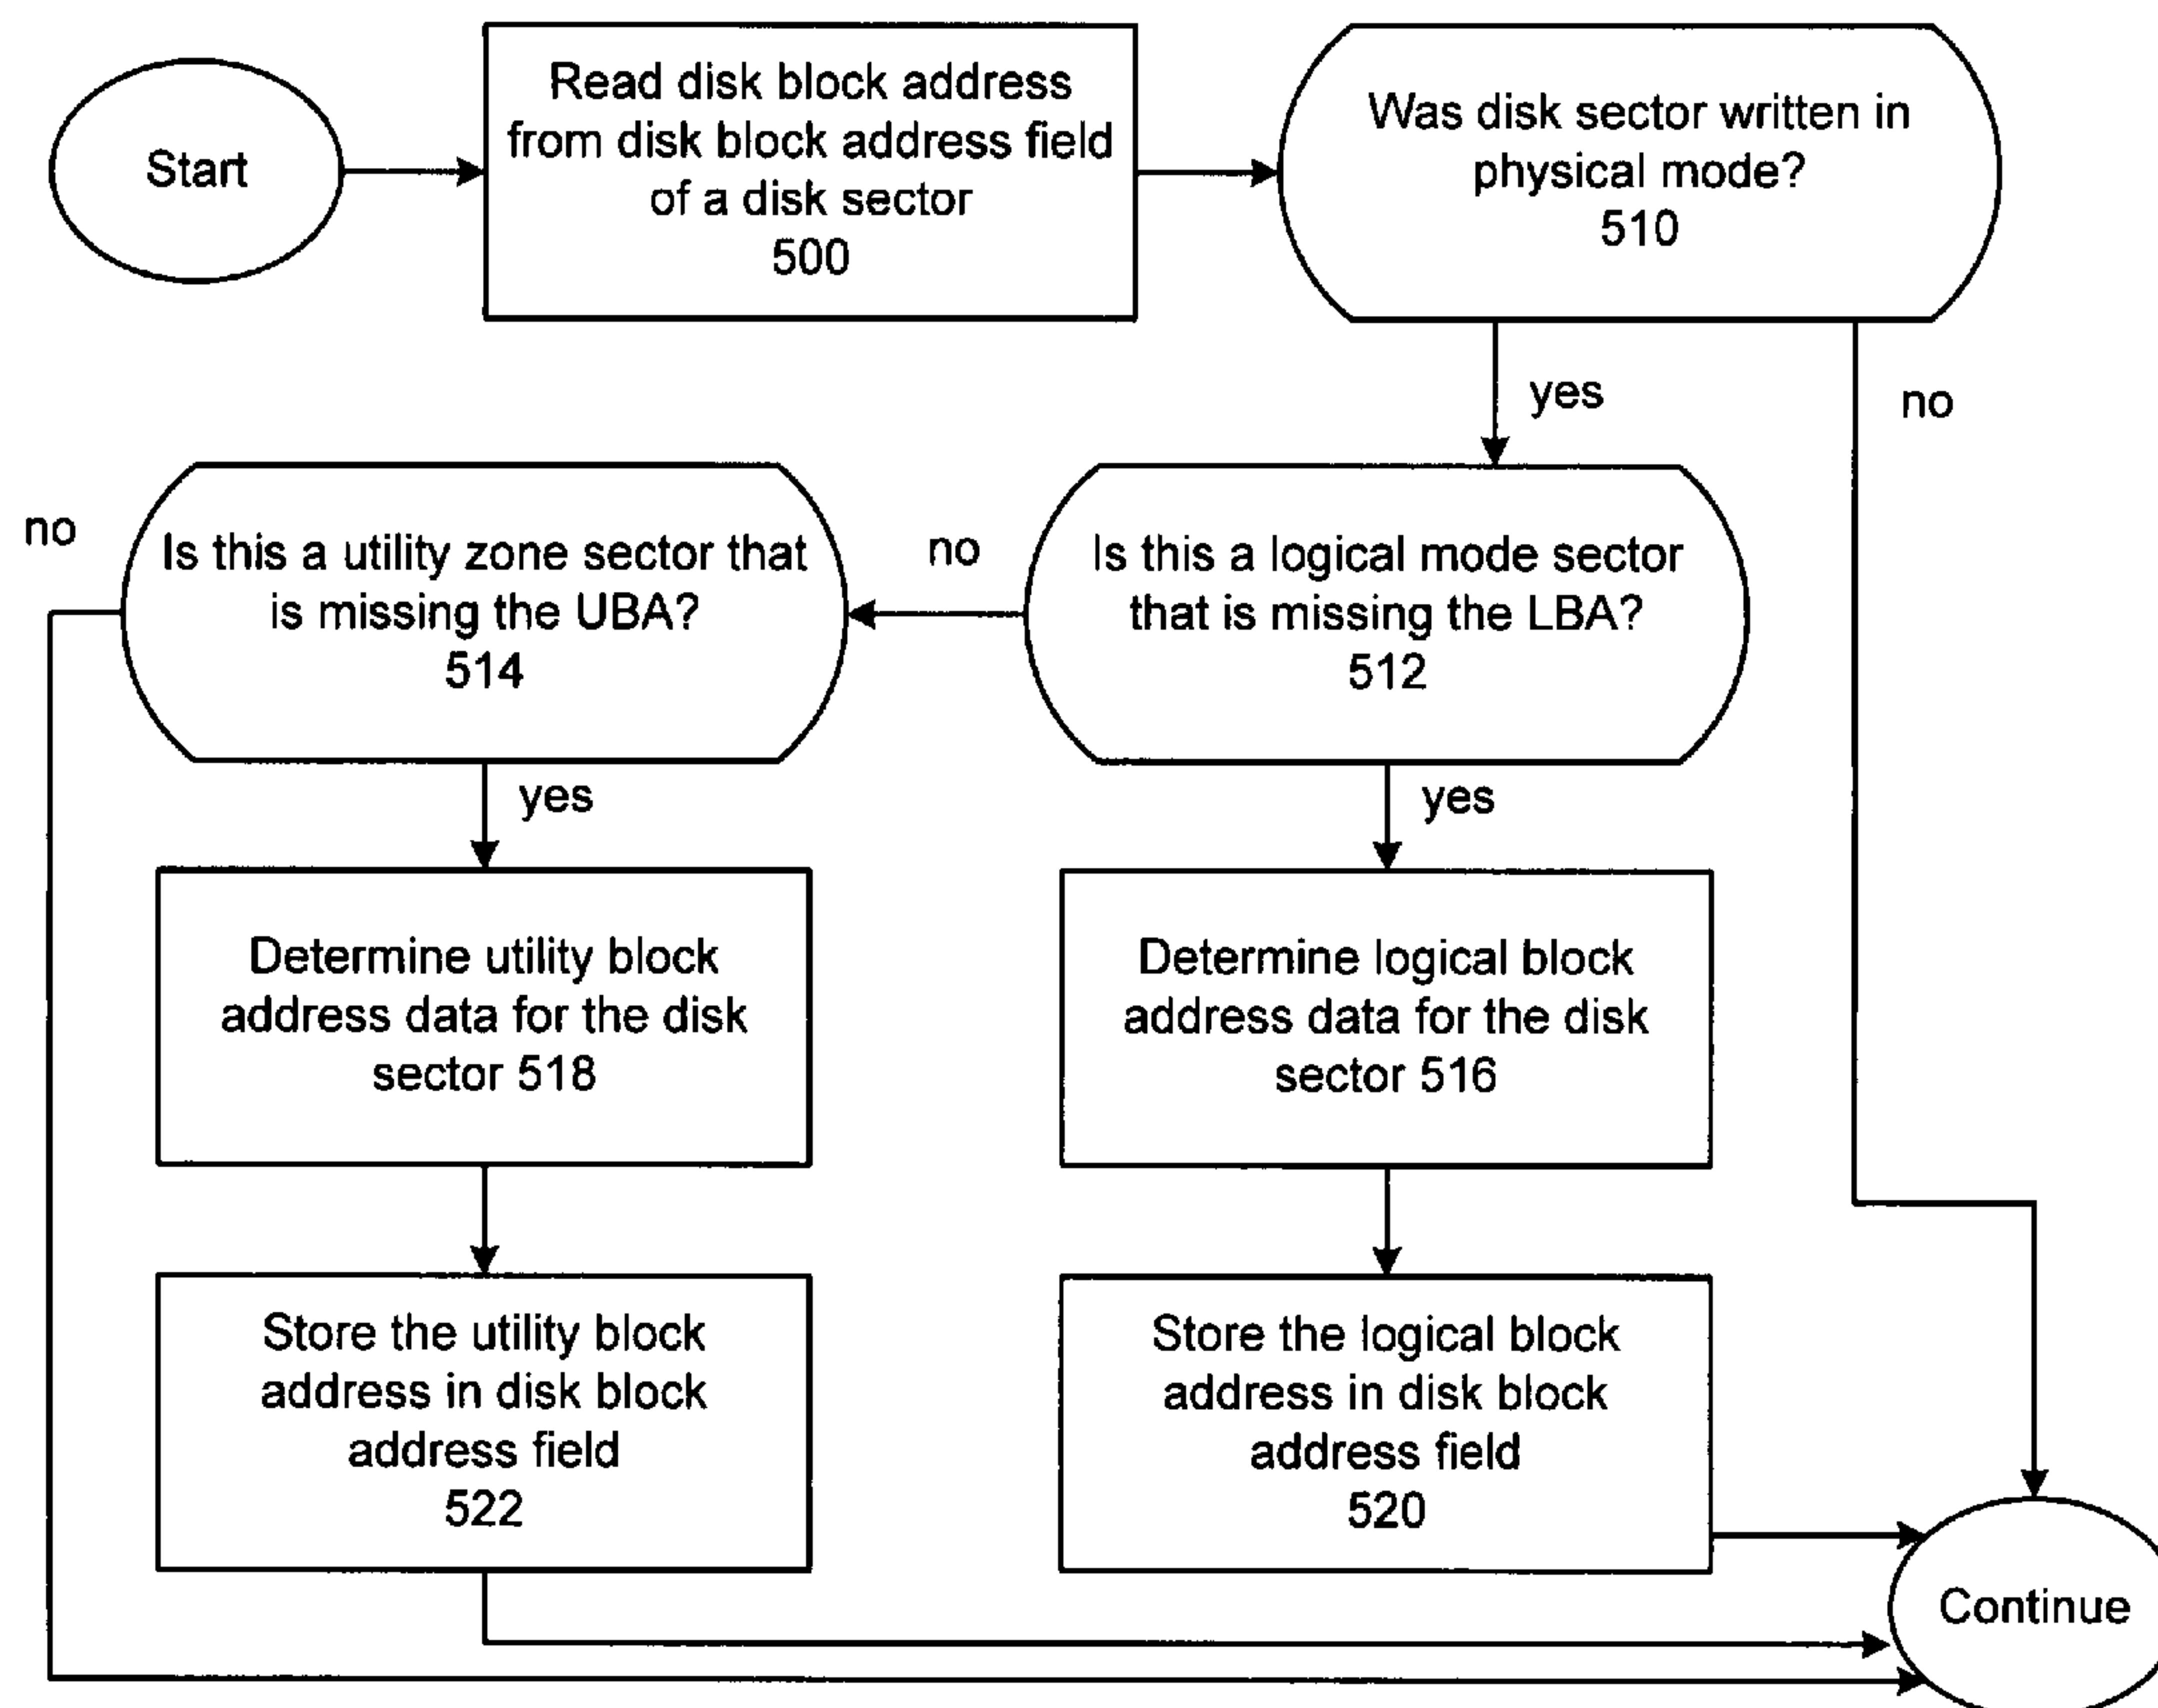 Start
Read disk block address
from disk block address field
of a disk sector
500
Was disk sector written in
physical mode?
510
yes
no
no
Is this a utility zone sector that
is missing the UBA?
514
no
Is this a logical mode sector
that is missing the LBA?
512
yes
yes
Determine utility block
address data for the disk
sector 518
Determine logical block
address data for the disk
sector 516
Store the utility block
address in disk block
address field
522
Store the logical block
address in disk block
address field
520
Continue